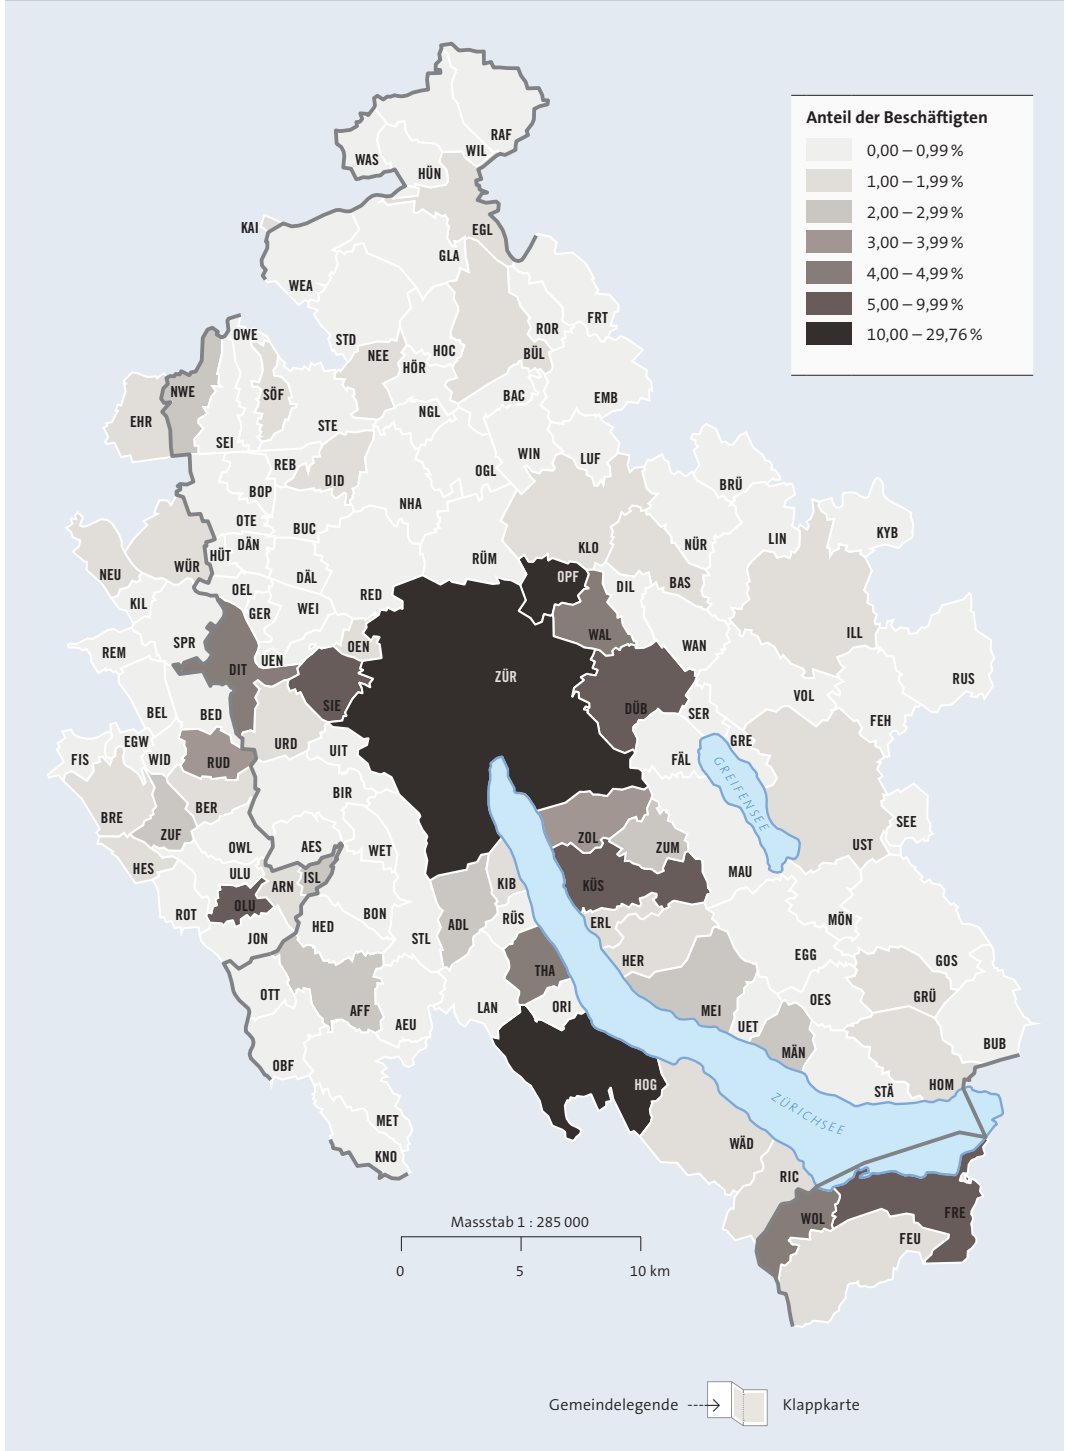 Anteil der Beschäftigten
0,00 – 0,99 %
1,00 – 1,99 %
2,00 – 2,99 %
3,00 – 3,99 %
4,00 – 4,99 %
5,00 – 9,99 %
10,00 – 29,76 %
RAF
WIL
WAS
HÜN
KAI
EGL
GLA
WEA
FRT
ROR
OWE
STD
NEE
HOC
BÜL
HÖR
NWE
SÖF
BAC
EMB
EHR
NGL
STE
SEI
WIN
LUF
REB
OGL
DID
BRÜ
BOP
NHA
OTE
BUC
KYB
LIN
DÄN
NÜR
KLO
HÜT
RÜM
WÜR
NEU
DÄL
OPF
BAS
DIL
OEL
RED
KIL
WEI
GER
ILL
WAL
SPR
OEN
WAN
REM
UEN
DIT
ZÜR
RUS
VOL
SIE
DÜB
BEL
BED
SER
FEH
EGW
URD
GRE
UIT
FIS
WID
RUD
FÄL
GREIFENSEE
BIR
BER
BRE
SEE
ZUF
ZOL
UST
OWL
AES
WET
ZUM
HES
ULU
ISL
MAU
ARN
KIB
KÜS
OLU
ROT
BON
RÜS
MÖN
HED
ADL
ERL
JON
STL
EGG
HER
GOS
THA
OTT
GRÜ
OES
LAN
ORI
AFF
MEI
AEU
UET
BUB
MÄN
OBF
HOG
HOM
STÄ
ZÜRICHSEE
MET
WÄD
KNO
RIC
FRE
WOL
FEU
Massstab 1 : 285 000
0 5 10 km
Gemeindelegende Klappkarte